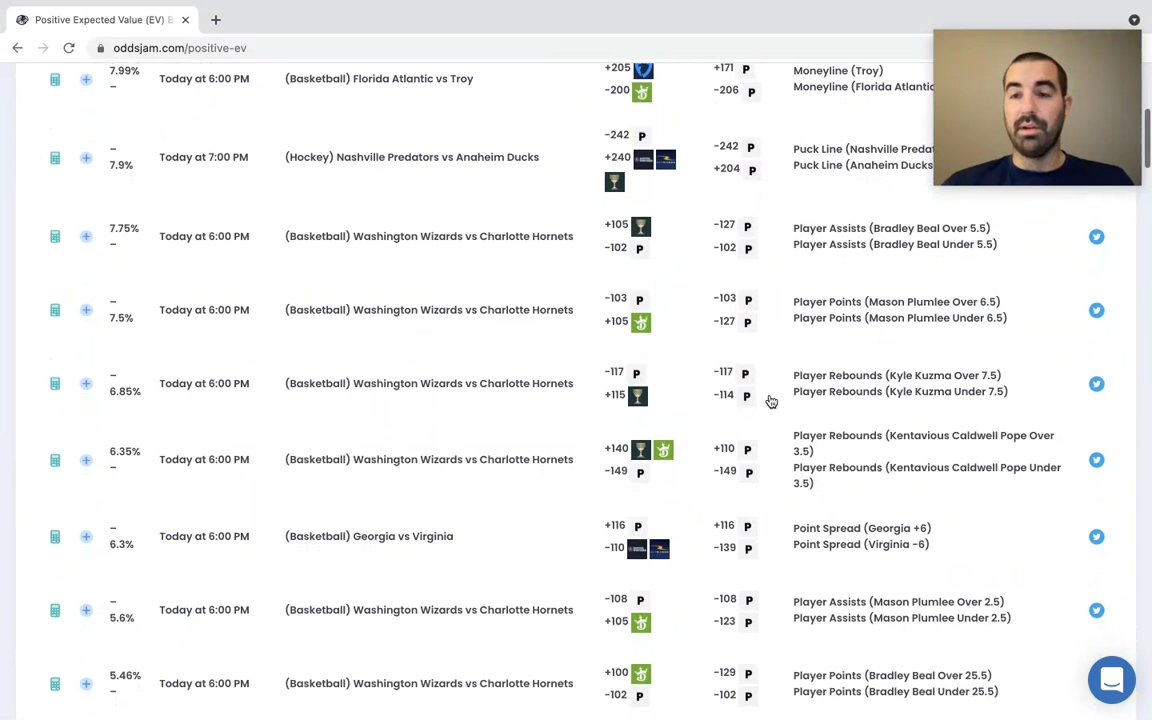 Positive Expected Value (EV) B
oddsjam.com/positive-ev
7.99%
–
Today at 6:00 PM
(Basketball) Florida Atlantic vs Troy
+205
-200
+171 P
-206 P
Moneyline (Troy)
Moneyline (Florida Atlantic
–
7.9%
Today at 7:00 PM
(Hockey) Nashville Predators vs Anaheim Ducks
-242 P
+240
-242 P
+204 P
Puck Line (Nashville Predat
Puck Line (Anaheim Ducks
7.75%
–
Today at 6:00 PM
(Basketball) Washington Wizards vs Charlotte Hornets
+105
-102 P
-127 P
-102 P
Player Assists (Bradley Beal Over 5.5)
Player Assists (Bradley Beal Under 5.5)
–
7.5%
Today at 6:00 PM
(Basketball) Washington Wizards vs Charlotte Hornets
-103 P
+105
-103 P
-127 P
Player Points (Mason Plumlee Over 6.5)
Player Points (Mason Plumlee Under 6.5)
–
6.85%
Today at 6:00 PM
(Basketball) Washington Wizards vs Charlotte Hornets
-117 P
+115
-117 P
-114 P
Player Rebounds (Kyle Kuzma Over 7.5)
Player Rebounds (Kyle Kuzma Under 7.5)
6.35%
–
Today at 6:00 PM
(Basketball) Washington Wizards vs Charlotte Hornets
+140
-149 P
+110 P
-149 P
Player Rebounds (Kentavious Caldwell Pope Over
3.5)
Player Rebounds (Kentavious Caldwell Pope Under
3.5)
–
6.3%
Today at 6:00 PM
(Basketball) Georgia vs Virginia
+116 P
-110
+116 P
-139 P
Point Spread (Georgia +6)
Point Spread (Virginia -6)
–
5.6%
Today at 6:00 PM
(Basketball) Washington Wizards vs Charlotte Hornets
-108 P
+105
-108 P
-123 P
Player Assists (Mason Plumlee Over 2.5)
Player Assists (Mason Plumlee Under 2.5)
5.46%
–
Today at 6:00 PM
(Basketball) Washington Wizards vs Charlotte Hornets
+100
-102 P
-129 P
-102 P
Player Points (Bradley Beal Over 25.5)
Player Points (Bradley Beal Under 25.5)